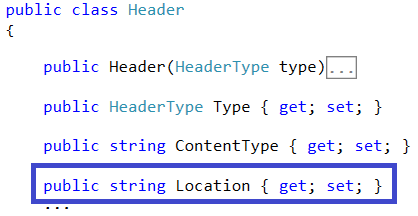 public class Header
{
public Header(HeaderType type)...
public HeaderType Type { get; set; }
public string ContentType { get; set; }
public string Location { get; set; }
...